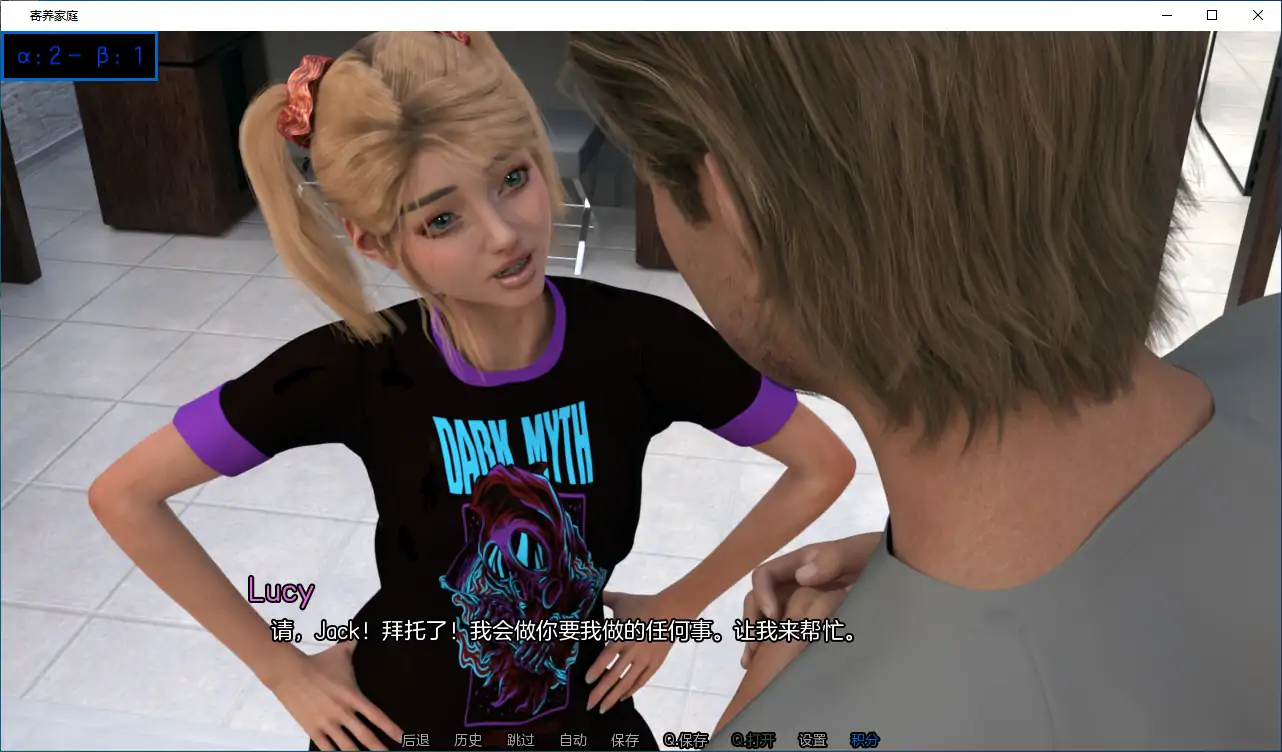 寄养家庭
α:2- β: 1
DARK MYTH
Lucy
请，Jack！拜托了！我会做你要我做的任何事。让我来帮忙。
后退 历史 跳过 自动 保存 Q.保存 Q.打开 设置 积分